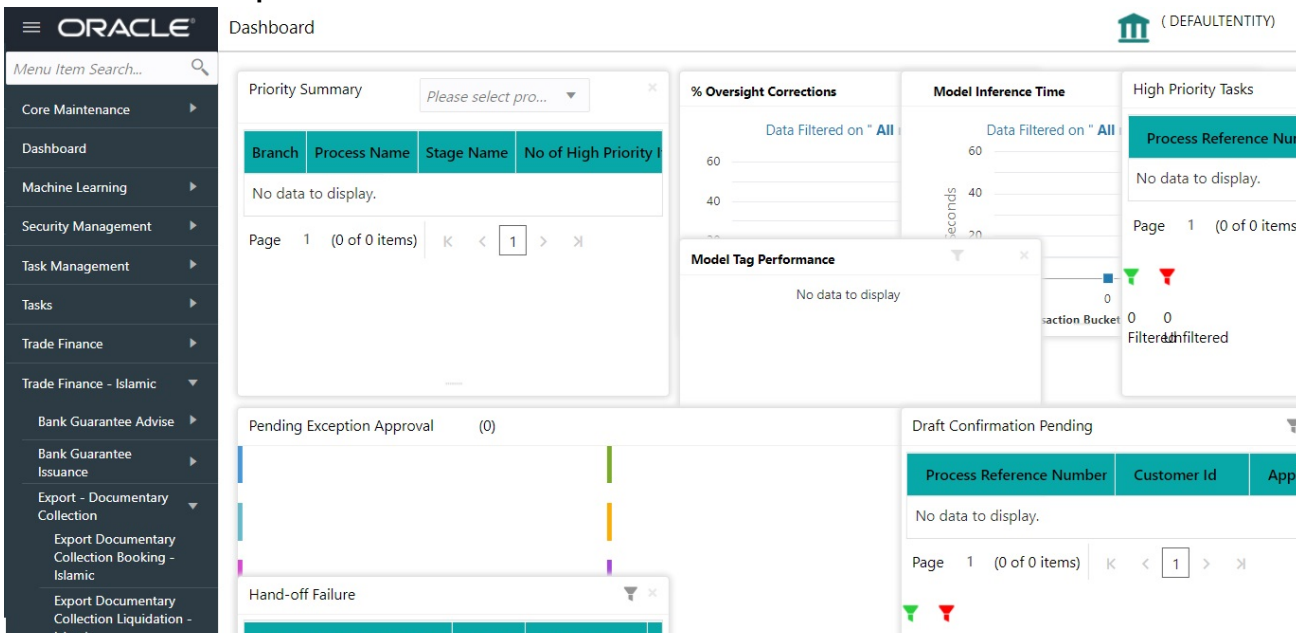 ORACLE
Dashboard
( DEFAULTENTITY)
Menu Item Search...
Core Maintenance
Dashboard
Machine Learning
Security Management
Task Management
Tasks
Trade Finance
Trade Finance - Islamic
Bank Guarantee Advise
Bank Guarantee
Issuance
Export - Documentary
Collection
Export Documentary
Collection Booking -
Islamic
Export Documentary
Collection Liquidation -
Priority Summary
Please select pro...
Branch Process Name Stage Name No of High Priority
No data to display.
Page 1 (0 of 0 items) 1
% Oversight Corrections
Data Filtered on " All
60
40
Model Inference Time
Data Filtered on " All
60
40
20
Seconds
0
Model Tag Performance
No data to display
High Priority Tasks
Process Reference
No data to display.
Page 1 (0 of 0 items
0 0
Filtered Unfiltered
Pending Exception Approval (0)
Draft Confirmation Pending
Process Reference Number Customer Id App
No data to display.
Page 1 (0 of 0 items) 1
Hand-off Failure